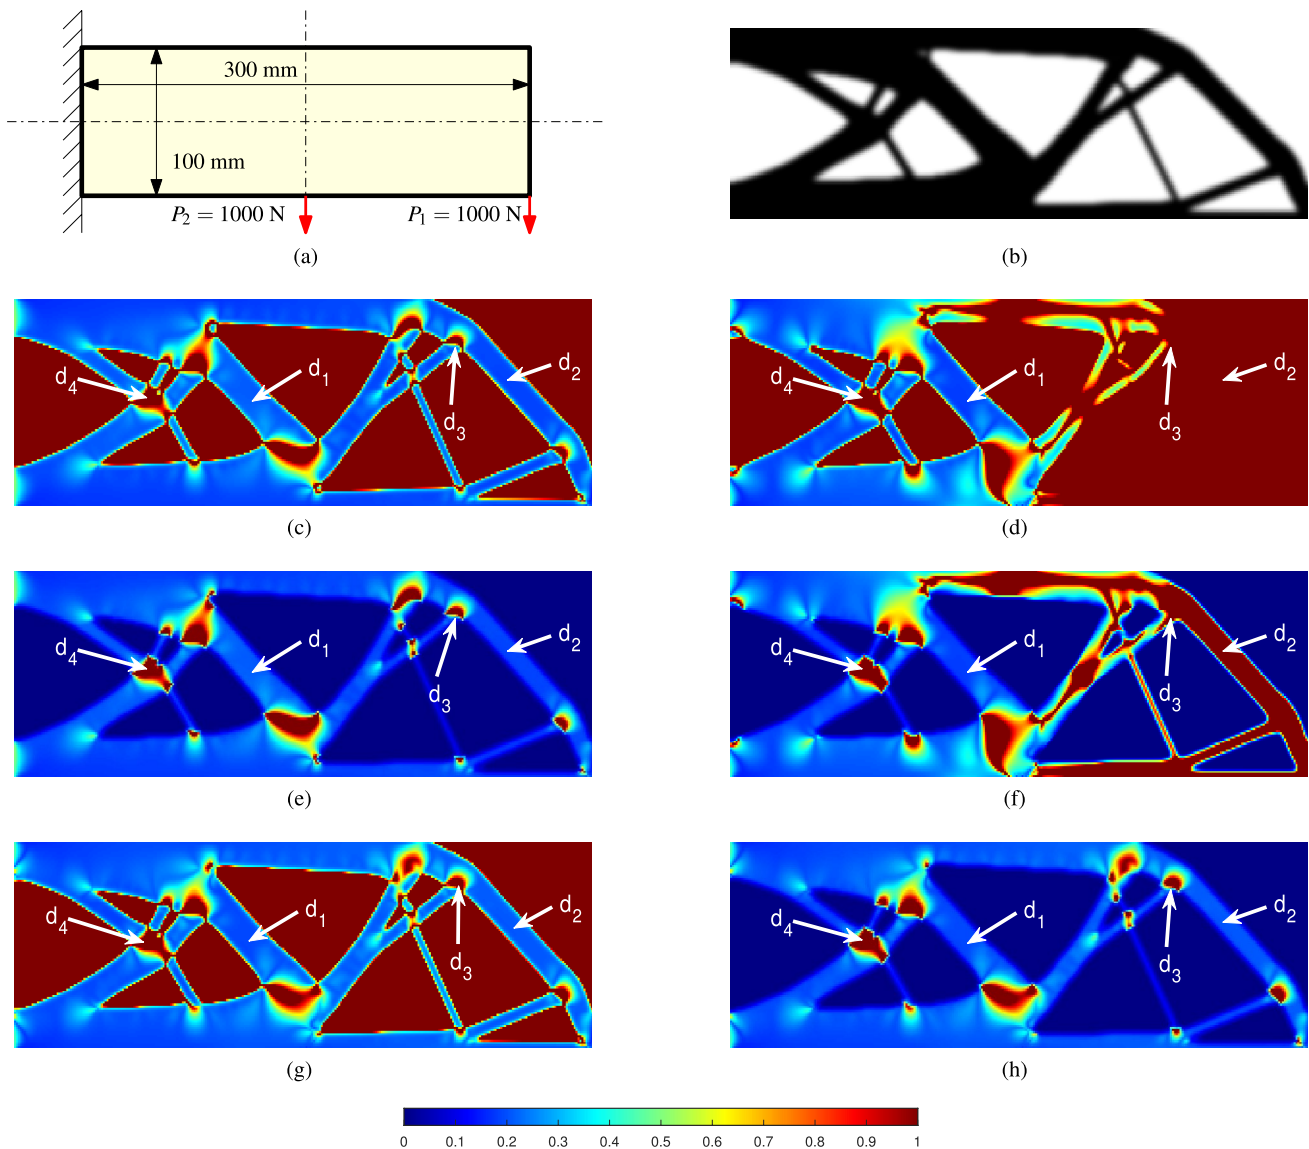 300 mm
100 mm
P₂ = 1000 N
P₁ = 1000 N
(a)
(b)
d₁
d₂
d₃
d₄
(c)
d₁
d₂
d₃
d₄
(d)
d₁
d₂
d₃
d₄
(e)
d₁
d₂
d₃
d₄
(f)
d₁
d₂
d₃
d₄
(g)
d₁
d₂
d₃
d₄
(h)
0 0.1 0.2 0.3 0.4 0.5 0.6 0.7 0.8 0.9 1